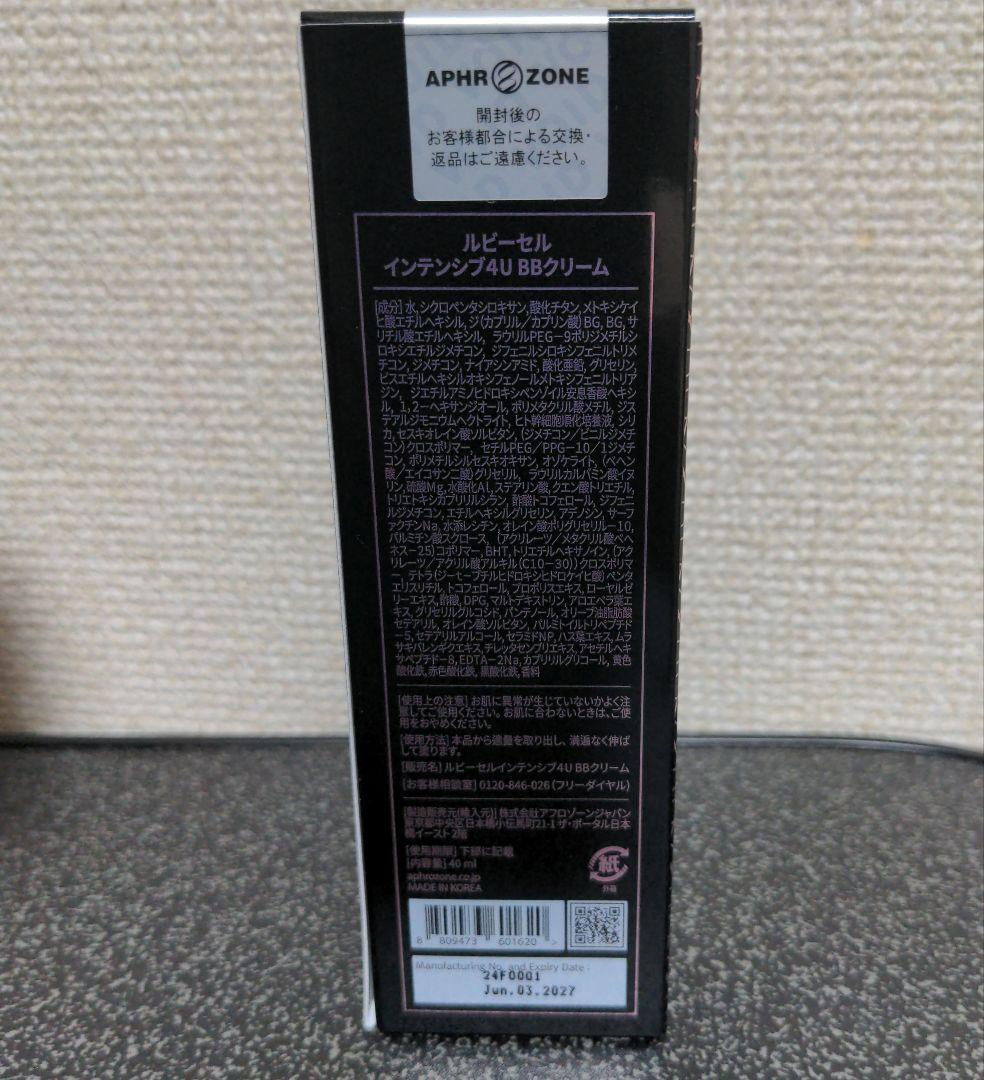 APHROZONE
開封後の
お客様都合による交換・
返品はご遠慮ください。
ルビーセル
インテンシブ4U BBクリーム
[成分] 水, シクロペンタシロキサン, 酸化チタン, メトキシケイ
ヒ酸エチルヘキシル, ジ(カプリル/カプリン酸)BG, BG, サ
リチル酸エチルヘキシル, ラウリルPEG-9ポリジメチルシ
ロキシエチルジメチコン, ジフェニルシロキシフェニルトリメ
チコン, ジメチコン, ナイアシンアミド, 酸化亜鉛, グリセリン,
ビスエチルヘキシルオキシフェノールメトキシフェニルトリア
ジン, ジエチルアミノヒドロキシベンゾイル安息香酸ヘキシ
ル, 1,2-ヘキサンジオール, ポリメタクリル酸メチル, ジス
テアルジモニウムヘクトライト, ヒト幹細胞順化培養液, シリ
カ, セスキオレイン酸ソルビタン, (ジメチコン/ビニルジメチ
コン)クロスポリマー, セチルPEG/PPG-10/1ジメチ
コン, ポリメチルシルセスキオキサン, オゾケライト, (ベヘン
酸/エイコサン二酸)グリセリル, ラウリルカルバミン酸イヌ
リン, 硫酸Mg, 水酸化Al, ステアリン酸, クエン酸トリエチル,
トリエトキシカプリリルシラン, 酢酸トコフェロール, ジフェニ
ルジメチコン, エチルヘキシルグリセリン, アデノシン, サーフ
ァクチンNa, 水添レシチン, オレイン酸ポリグリセリル-10,
パルミチン酸スクロース, (アクリレーツ/メタクリル酸ベヘ
ネス-25)コポリマー, BHT, トリエチルヘキサノイン, (アク
リレーツ/アクリル酸アルキル(C10-30))クロスポリマ
ー, テトラ(ジ-t-ブチルヒドロキシヒドロケイヒ酸)ペンタ
エリスリチル, トコフェロール, プロポリスエキス, ローヤルゼ
リーエキス, 酢酸, DPG, マルトデキストリン, アロエベラ葉エ
キス, グリセリルグルコシド, パンテノール, オリーブ油脂肪酸
セテアリル, オレイン酸ソルビタン, パルミトイルトリペプチド
-5, セテアリルアルコール, セラミドNP, ハス葉エキス, ムラ
サキバレンギクエキス, チレッタセンブリエキス, アセチルヘキ
サペプチド-8, EDTA-2Na, カプリリルグリコール, 黄色
酸化鉄, 赤色酸化鉄, 黒酸化鉄, 香料
[使用上の注意] お肌に異常が生じていないかよく注
意してご使用ください。お肌に合わないときは、ご使
用をおやめください。
[使用方法] 本品から適量を取り出し、満遍なく伸ば
して塗ります。
[販売名] ルビーセルインテンシブ4U BBクリーム
[お客様相談室] 0120-846-026 (フリーダイヤル)
[製造販売元(輸入元)] 株式会社アフロゾーンジャパン
東京都中央区日本橋小伝馬町21-1 ザ・ポータル日本
橋イースト2階
[使用期限] 下部に記載
[内容量] 40 ml
aphrozone.co.jp
MADE IN KOREA
紙
外箱
8 809473 601620 >
Manufacturing No. and Expiry Date :
24F0001
Jun.03.2027